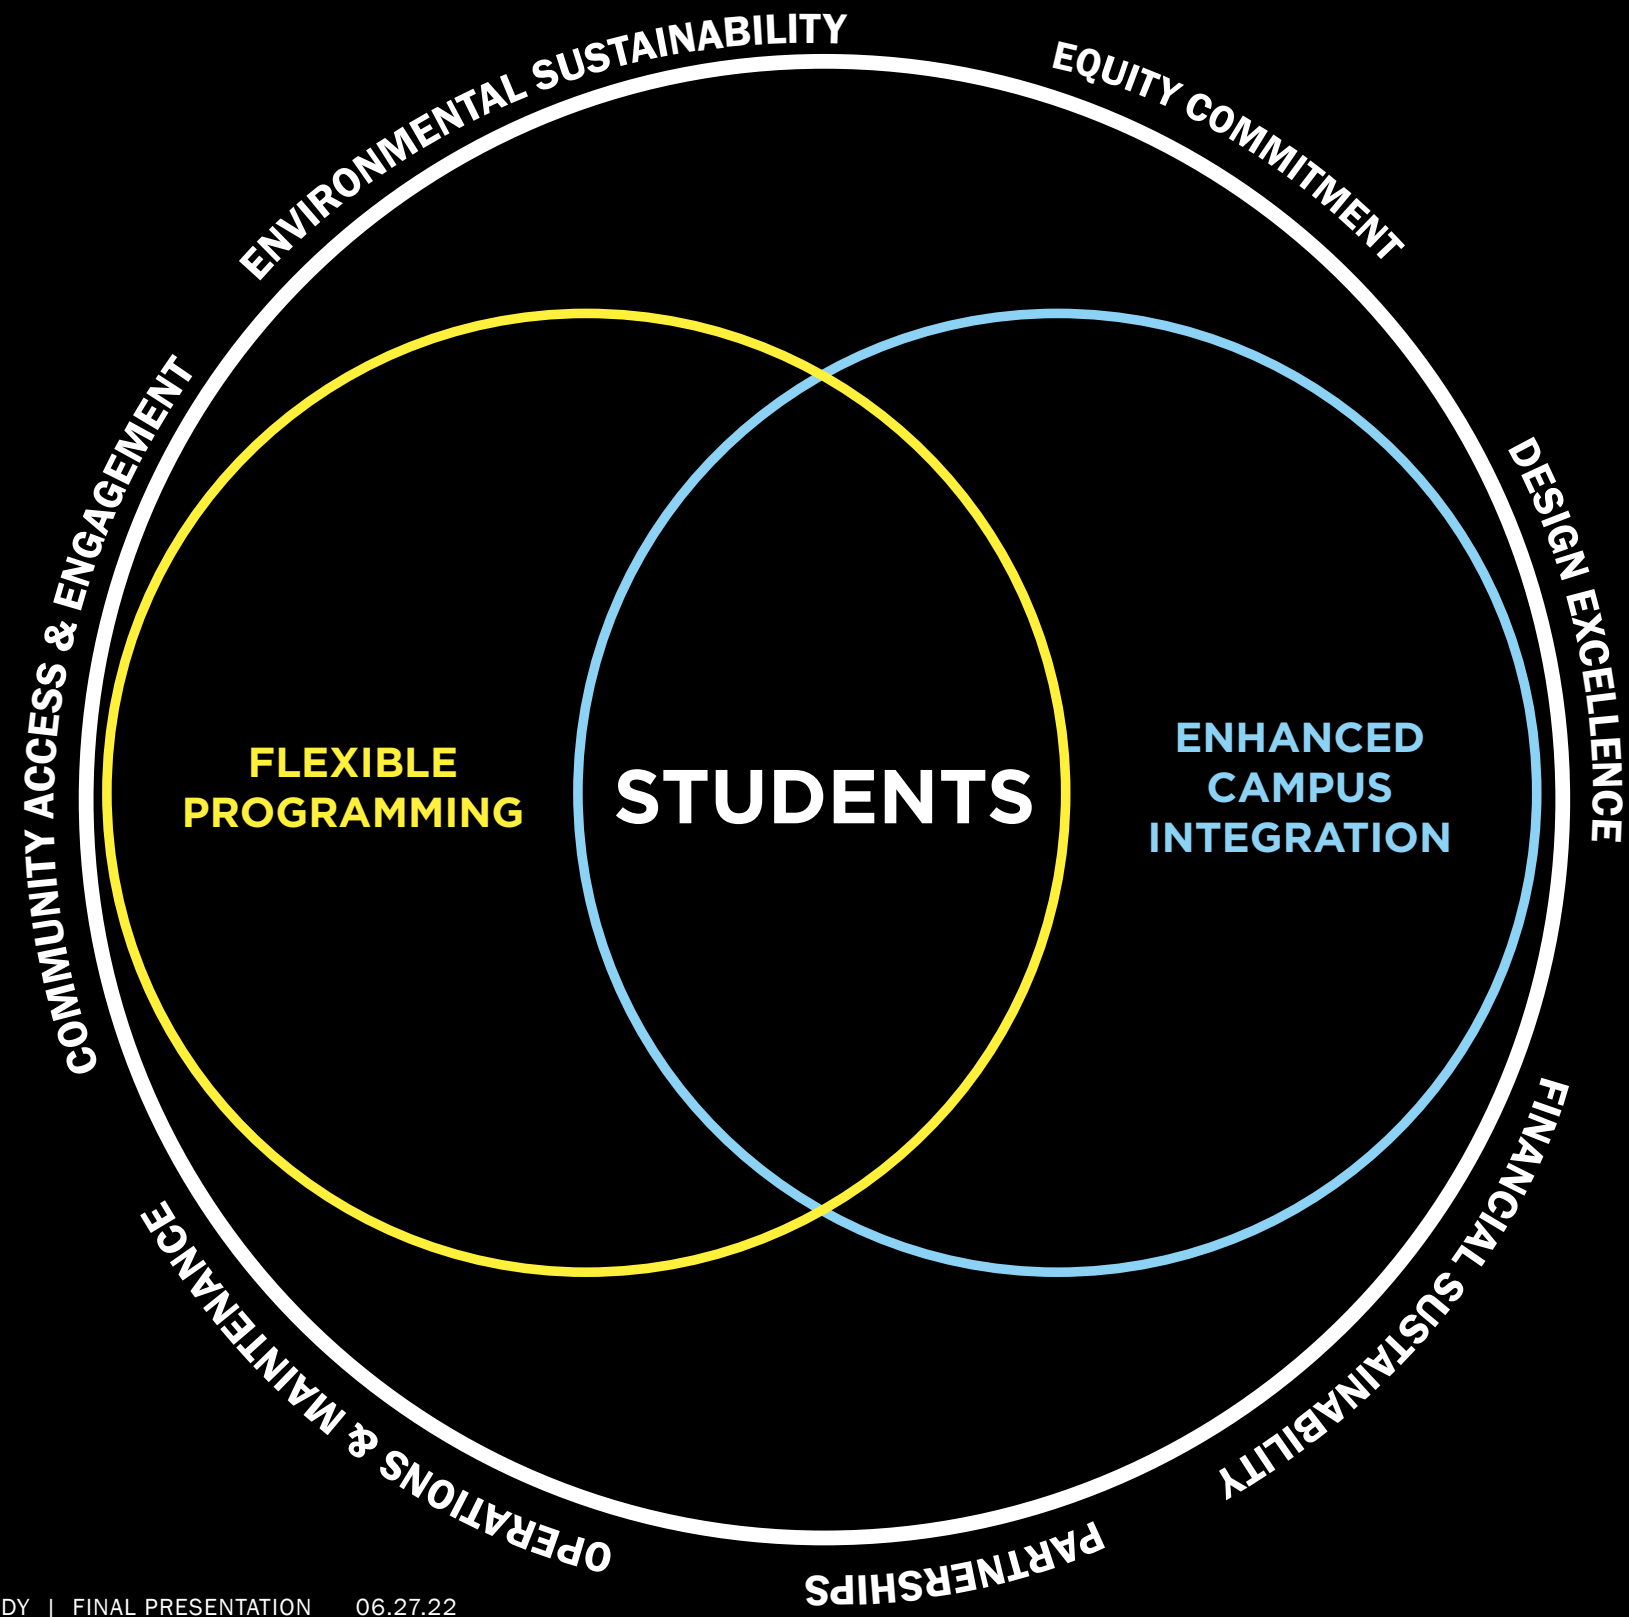 ENVIRONMENTAL SUSTAINABILITY
EQUITY COMMITMENT
DESIGN EXCELLENCE
FINANCIAL SUSTAINABILITY
PARTNERSHIPS
OPERATIONS & MAINTENANCE
COMMUNITY ACCESS & ENGAGEMENT
FLEXIBLE
PROGRAMMING
STUDENTS
ENHANCED
CAMPUS
INTEGRATION
DY | FINAL PRESENTATION 06.27.22